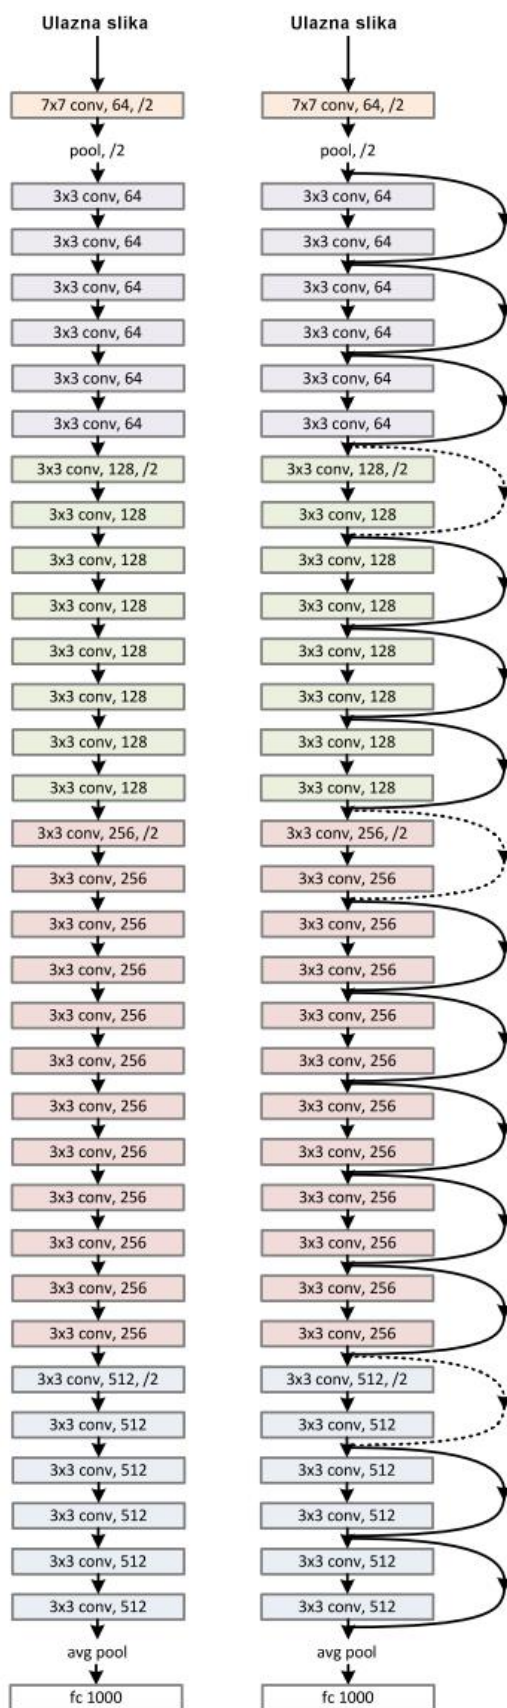 Ulazna slika
7x7 conv, 64, /2
pool, /2
3x3 conv, 64
3x3 conv, 64
3x3 conv, 64
3x3 conv, 64
3x3 conv, 64
3x3 conv, 64
3x3 conv, 128, /2
3x3 conv, 128
3x3 conv, 128
3x3 conv, 128
3x3 conv, 128
3x3 conv, 128
3x3 conv, 128
3x3 conv, 128
3x3 conv, 256, /2
3x3 conv, 256
3x3 conv, 256
3x3 conv, 256
3x3 conv, 256
3x3 conv, 256
3x3 conv, 256
3x3 conv, 256
3x3 conv, 256
3x3 conv, 256
3x3 conv, 256
3x3 conv, 256
3x3 conv, 512, /2
3x3 conv, 512
3x3 conv, 512
3x3 conv, 512
3x3 conv, 512
3x3 conv, 512
avg pool
fc 1000
Ulazna slika
7x7 conv, 64, /2
pool, /2
3x3 conv, 64
3x3 conv, 64
3x3 conv, 64
3x3 conv, 64
3x3 conv, 64
3x3 conv, 64
3x3 conv, 128, /2
3x3 conv, 128
3x3 conv, 128
3x3 conv, 128
3x3 conv, 128
3x3 conv, 128
3x3 conv, 128
3x3 conv, 128
3x3 conv, 256, /2
3x3 conv, 256
3x3 conv, 256
3x3 conv, 256
3x3 conv, 256
3x3 conv, 256
3x3 conv, 256
3x3 conv, 256
3x3 conv, 256
3x3 conv, 256
3x3 conv, 256
3x3 conv, 256
3x3 conv, 512, /2
3x3 conv, 512
3x3 conv, 512
3x3 conv, 512
3x3 conv, 512
3x3 conv, 512
avg pool
fc 1000